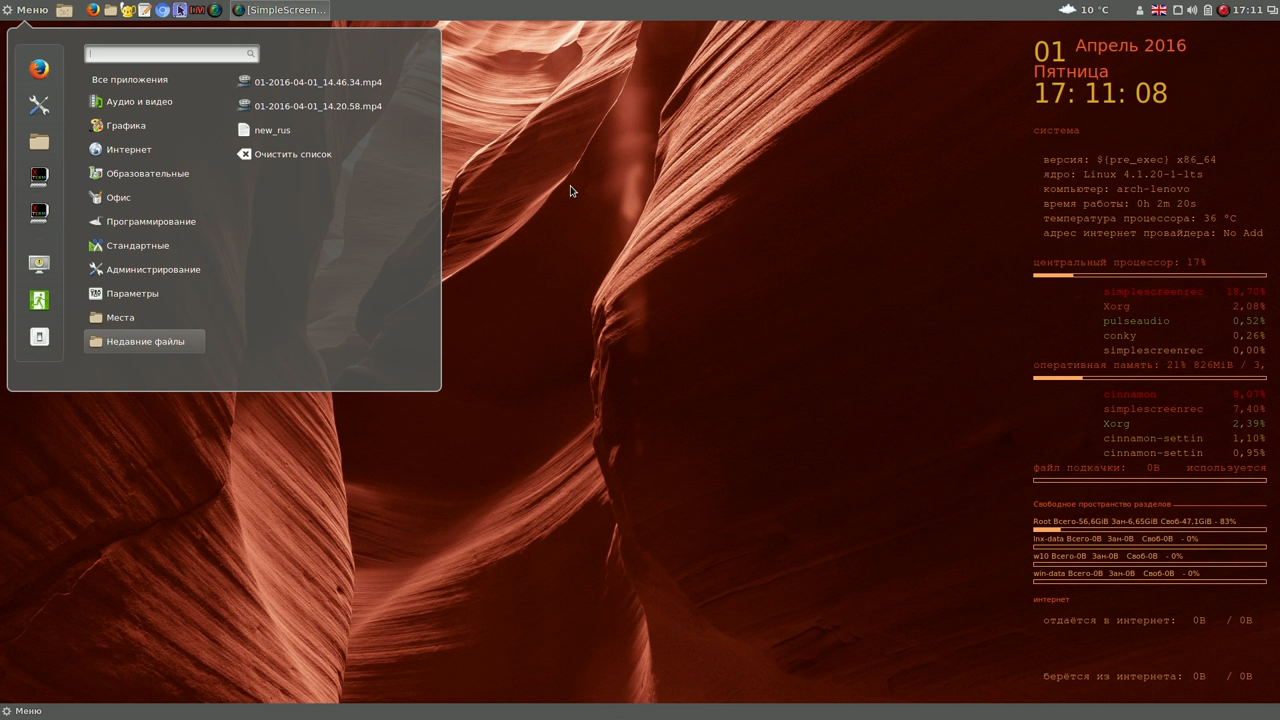 Меню
[SimpleScreen...
10 °C
17:11
Все приложения
Аудио и видео
Графика
Интернет
Образовательные
Офис
Программирование
Стандартные
Администрирование
Параметры
Места
Недавние файлы
01-2016-04-01_14.46.34.mp4
01-2016-04-01_14.20.58.mp4
new_rus
Очистить список
01 Апрель 2016
Пятница
17: 11: 08
система
версия: ${pre_exec} x86_64
ядро: Linux 4.1.20-1-lts
компьютер: arch-lenovo
время работы: 0h 2m 20s
температура процессора: 36 °C
адрес интернет провайдера: No Add
центральный процессор: 17%
simplescreenrec 18,70%
Xorg 2,08%
pulseaudio 0,52%
conky 0,26%
simplescreenrec 0,00%
оперативная память: 21% 826MiB / 3,
cinnamon 8,07%
simplescreenrec 7,40%
Xorg 2,39%
cinnamon-settin 1,10%
cinnamon-settin 0,95%
файл подкачки: 0B используется
Свободное пространство разделов
Root Всего-56,6GiB Зан-6,65GiB Своб-47,1GiB - 83%
lnx-data Всего-0B Зан-0B Своб-0B - 0%
w10 Всего-0B Зан-0B Своб-0B - 0%
win-data Всего-0B Зан-0B Своб-0B - 0%
интернет
отдаётся в интернет: 0B / 0B
берётся из интернета: 0B / 0B
Меню